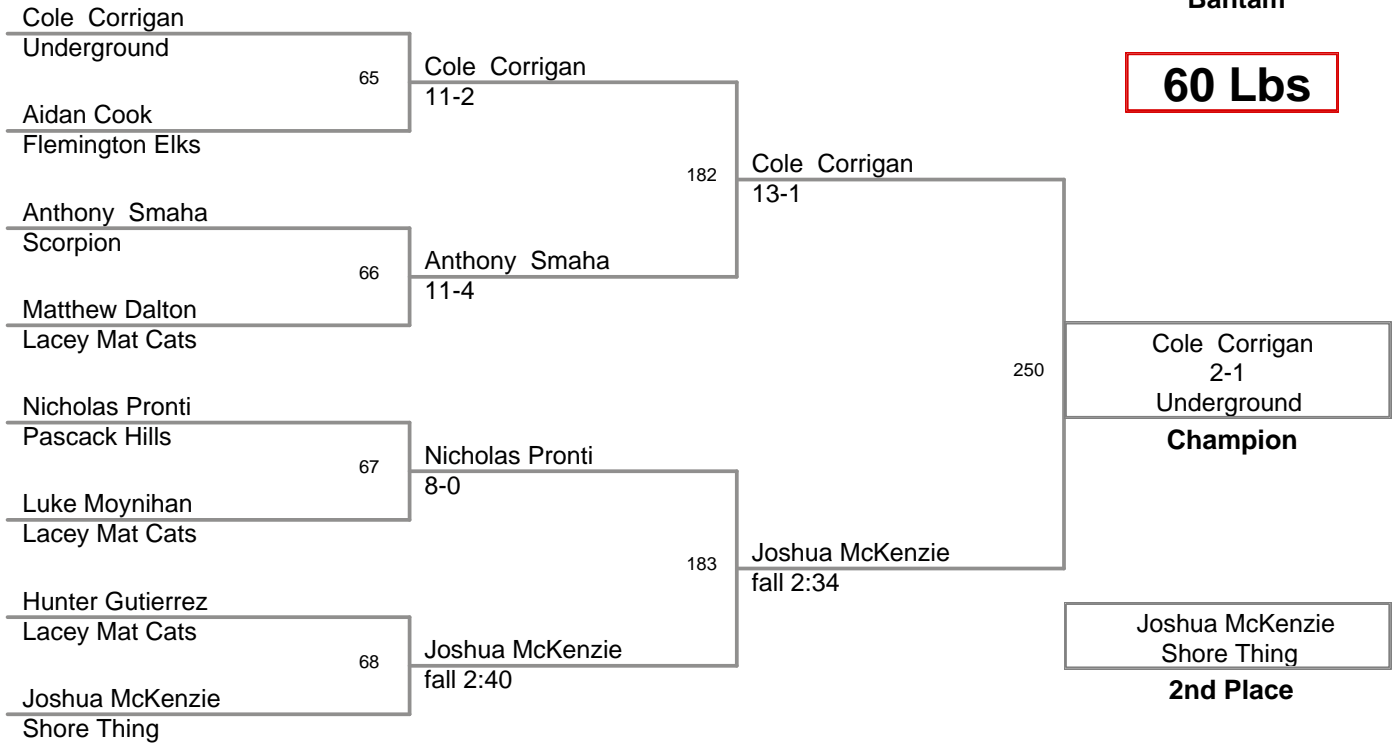 Bantam
60 Lbs
Cole Corrigan
Underground
65
Aidan Cook
Flemington Elks
Cole Corrigan
11-2
Anthony Smaha
Scorpion
66
Matthew Dalton
Lacey Mat Cats
Anthony Smaha
11-4
182
Cole Corrigan
13-1
Nicholas Pronti
Pascack Hills
67
Luke Moynihan
Lacey Mat Cats
Nicholas Pronti
8-0
Hunter Gutierrez
Lacey Mat Cats
68
Joshua McKenzie
Shore Thing
Joshua McKenzie
fall 2:40
183
Joshua McKenzie
fall 2:34
250
Cole Corrigan
2-1
Underground
Champion
Joshua McKenzie
Shore Thing
2nd Place